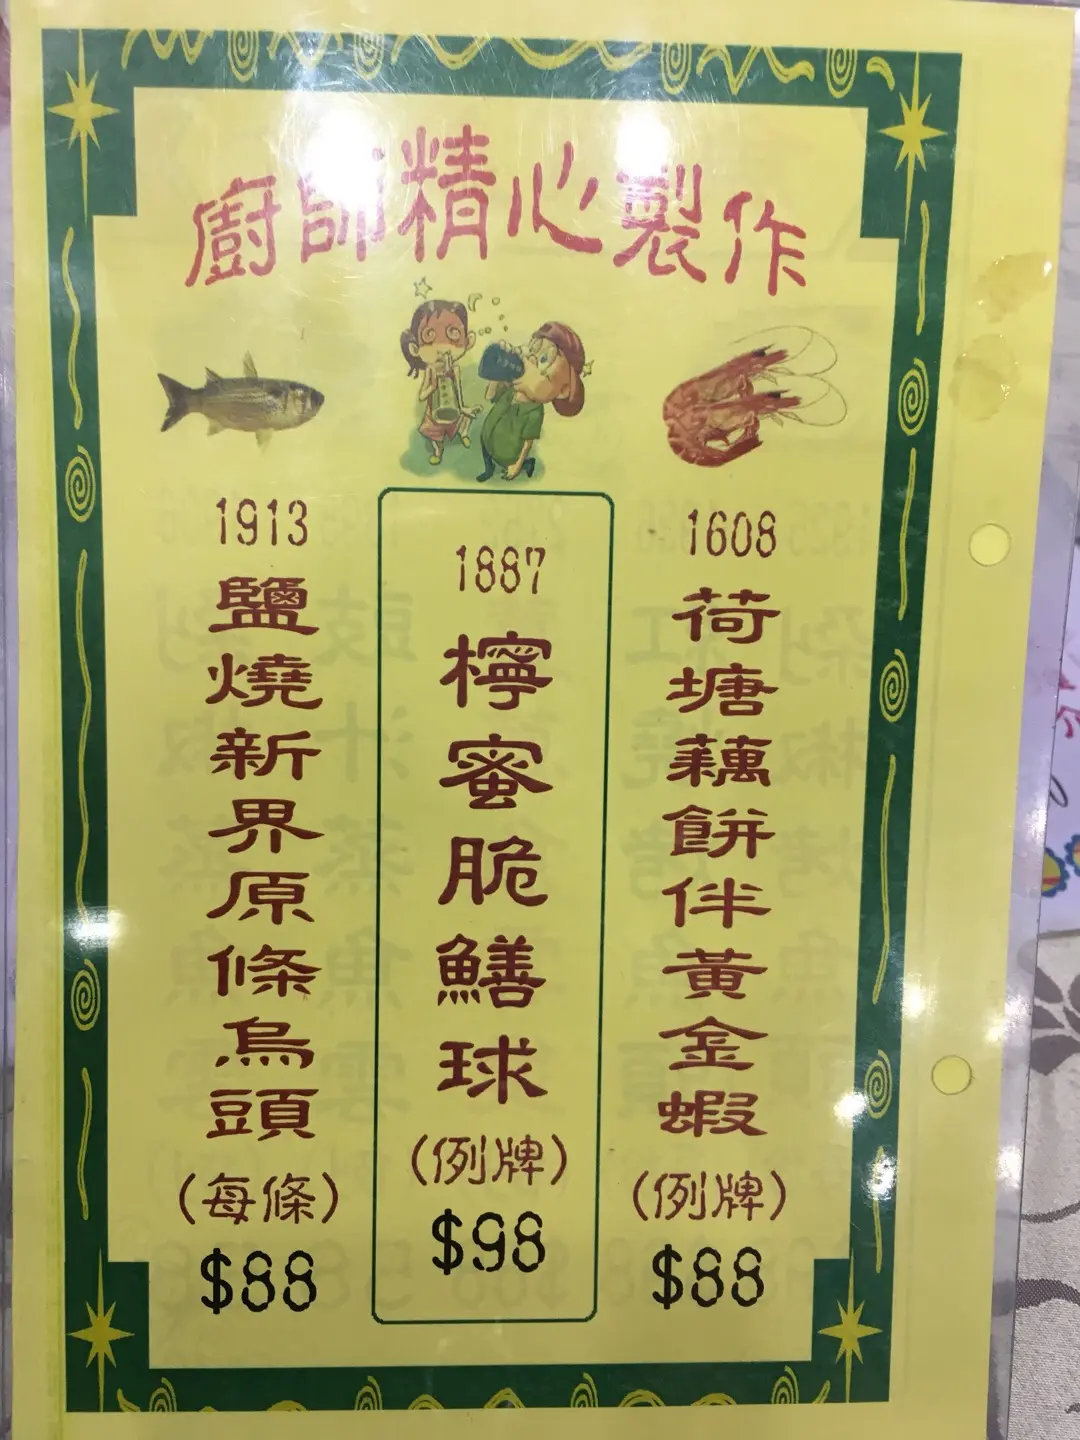 廚師精心製作
1913
鹽燒新界原條烏頭
(每條)
$88
1887
檸蜜脆鱔球
(例牌)
$98
1608
荷塘藕餅伴黃金蝦
(例牌)
$88